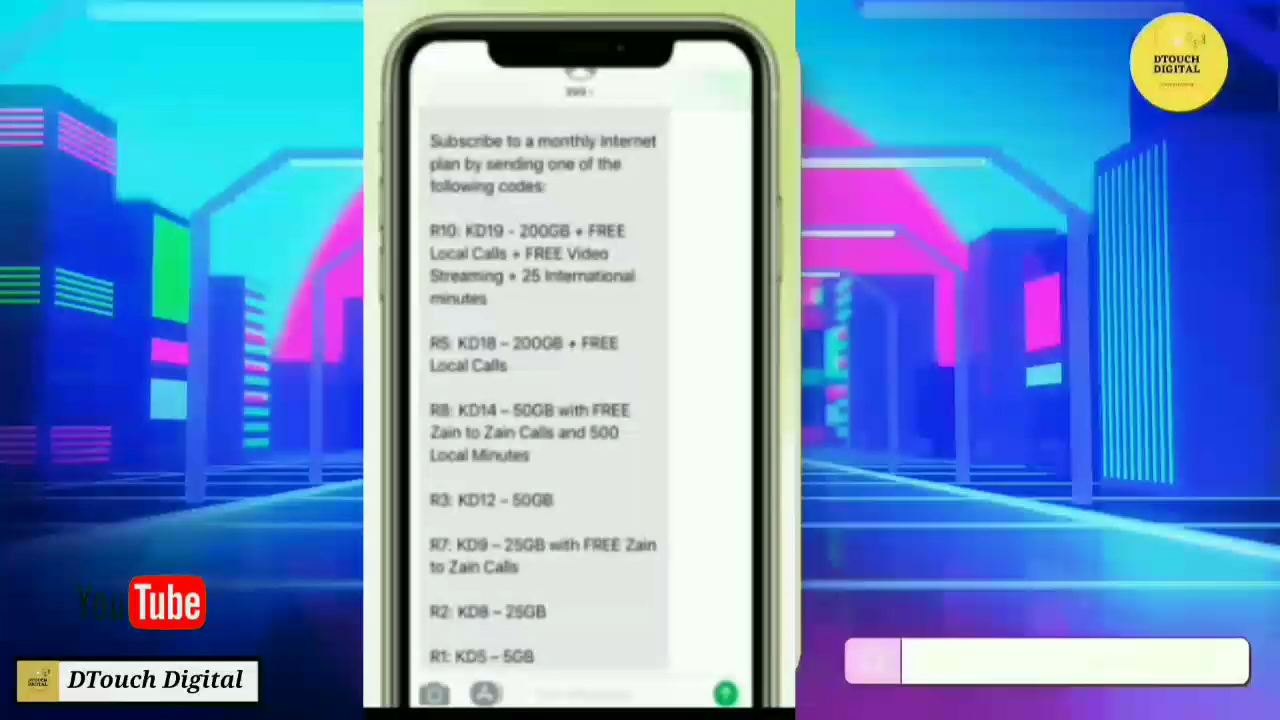 999
Subscribe to a monthly Internet
plan by sending one of the
following codes:
R10: KD19 - 200GB + FREE
Local Calls + FREE Video
Streaming + 25 International
minutes
R5: KD18 – 200GB + FREE
Local Calls
R8: KD14 – 50GB with FREE
Zain to Zain Calls and 500
Local Minutes
R3: KD12 – 50GB
R7: KD9 – 25GB with FREE Zain
to Zain Calls
R2: KD8 – 25GB
R1: KD5 – 5GB
DTOUCH
DIGITAL
YouTube
DTOUCH
DIGITAL
DTouch Digital